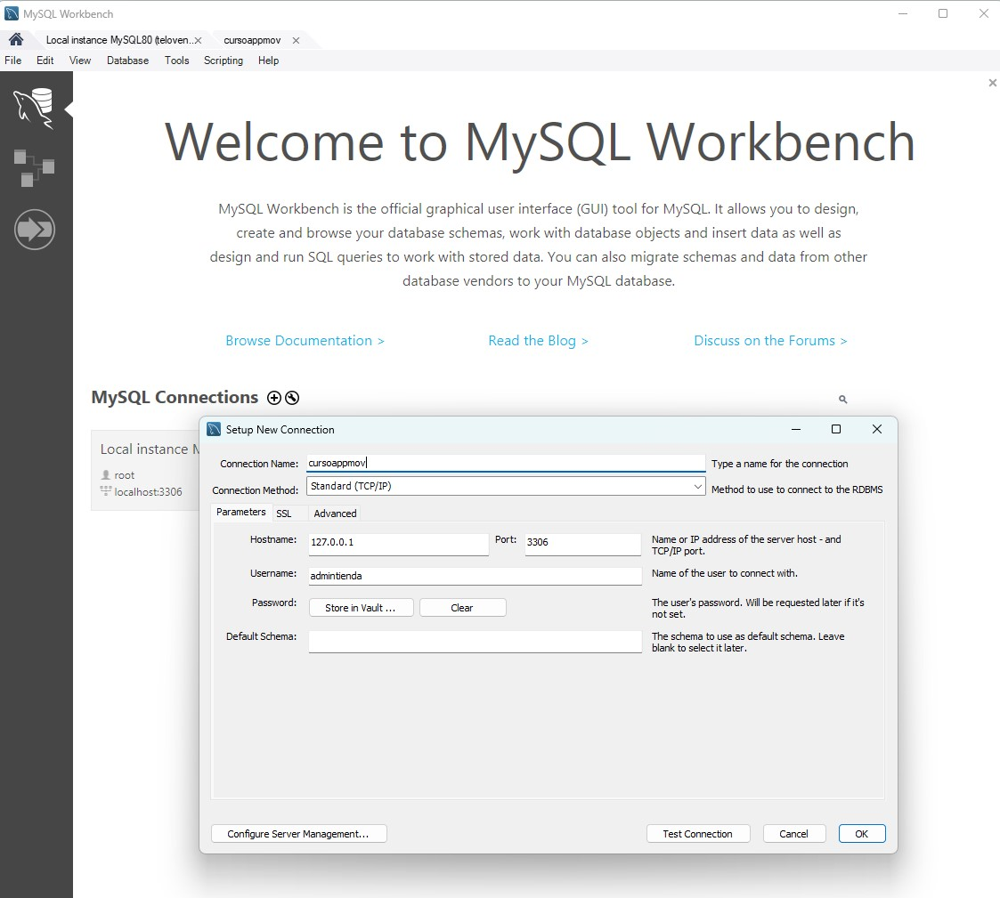 MySQL Workbench
Local instance MySQL80 (teloven...
cursoappmov
File Edit View Database Tools Scripting Help
Welcome to MySQL Workbench
MySQL Workbench is the official graphical user interface (GUI) tool for MySQL. It allows you to design,
create and browse your database schemas, work with database objects and insert data as well as
design and run SQL queries to work with stored data. You can also migrate schemas and data from other
database vendors to your MySQL database.
Browse Documentation > Read the Blog > Discuss on the Forums >
MySQL Connections
Local instance M
root
localhost:3306
Setup New Connection
Connection Name: cursoappmov Type a name for the connection
Connection Method: Standard (TCP/IP) Method to use to connect to the RDBMS
Parameters SSL Advanced
Hostname: 127.0.0.1 Port: 3306 Name or IP address of the server host - and
TCP/IP port.
Username: admintienda Name of the user to connect with.
Password: Store in Vault ... Clear The user's password. Will be requested later if it's
not set.
Default Schema: The schema to use as default schema. Leave
blank to select it later.
Configure Server Management... Test Connection Cancel OK